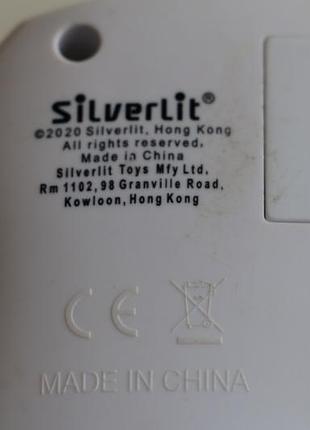 Silverlit®
©2020 Silverlit, Hong Kong
All rights reserved.
Made in China
Silverlit Toys Mfy Ltd,
Rm 1102, 98 Granville Road,
Kowloon, Hong Kong
CE
MADE IN CHINA